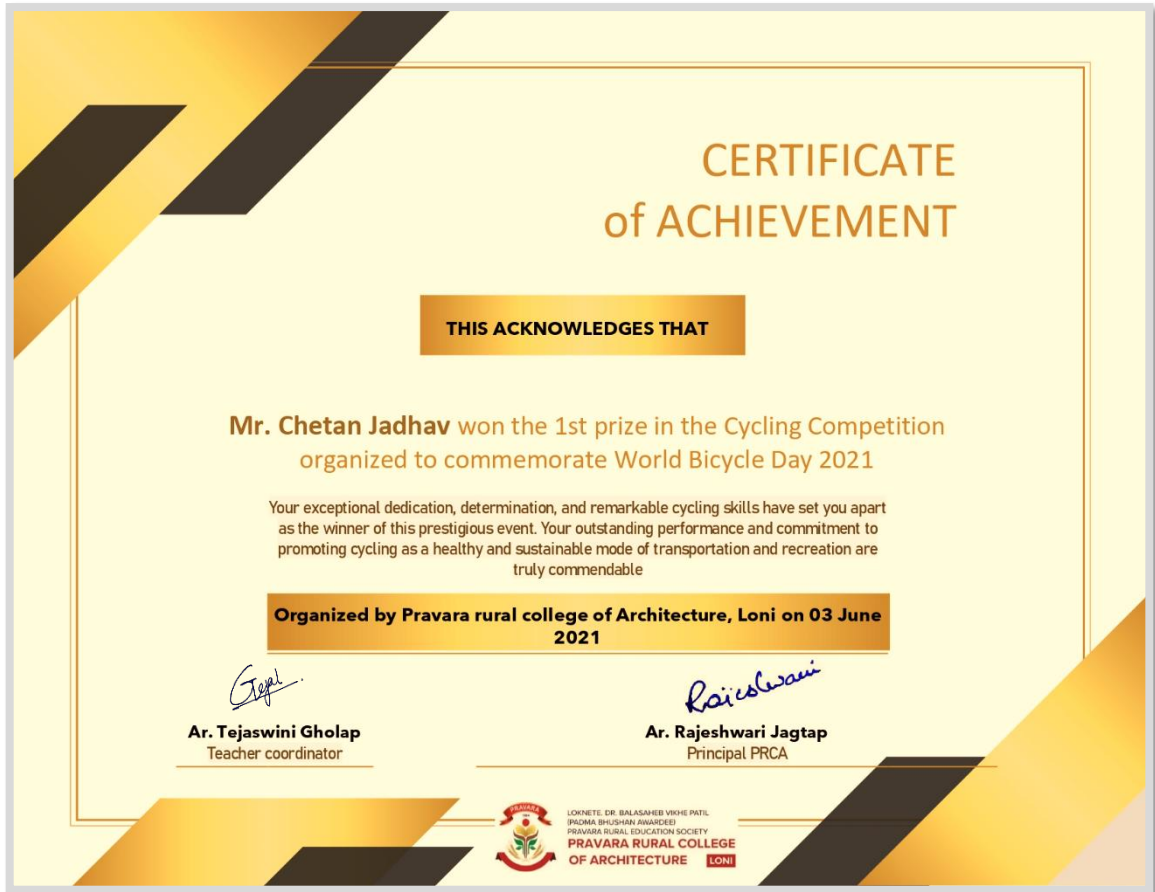 CERTIFICATE
of ACHIEVEMENT
THIS ACKNOWLEDGES THAT
Mr. Chetan Jadhav won the 1st prize in the Cycling Competition
organized to commemorate World Bicycle Day 2021
Your exceptional dedication, determination, and remarkable cycling skills have set you apart
as the winner of this prestigious event. Your outstanding performance and commitment to
promoting cycling as a healthy and sustainable mode of transportation and recreation are
truly commendable
Organized by Pravara rural college of Architecture, Loni on 03 June
2021
Rajeshwari
Ar. Tejaswini Gholap
Teacher coordinator
Ar. Rajeshwari Jagtap
Principal PRCA
PRAVARA
LOKNETE. DR. BALASAHEB VIKHE PATIL
(PADMA BHUSHAN AWARDEE)
PRAVARA RURAL EDUCATION SOCIETY
PRAVARA RURAL COLLEGE
OF ARCHITECTURE LONI